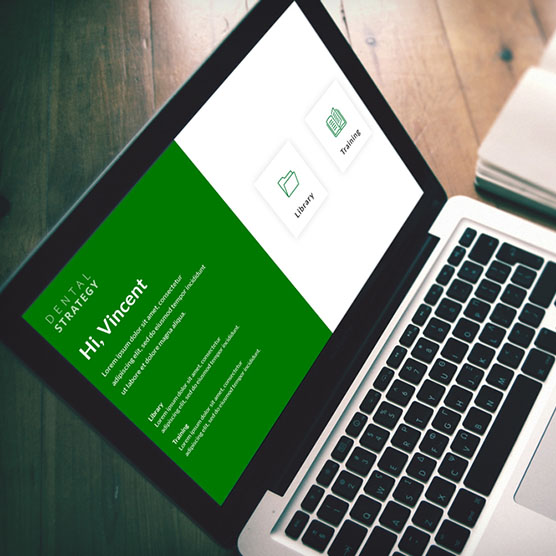 DENTAL
STRATEGY
Hi, Vincent
Lorem ipsum dolor sit amet, consectetur
adipiscing elit, sed do eiusmod tempor incididunt
ut labore et dolore magna aliqua.
Library
Lorem ipsum dolor sit amet, consectetur
adipiscing elit, sed do eiusmod tempor incididunt.
Training
Lorem ipsum dolor sit amet, consectetur
adipiscing elit, sed do eiusmod tempor incididunt.
Library
Training